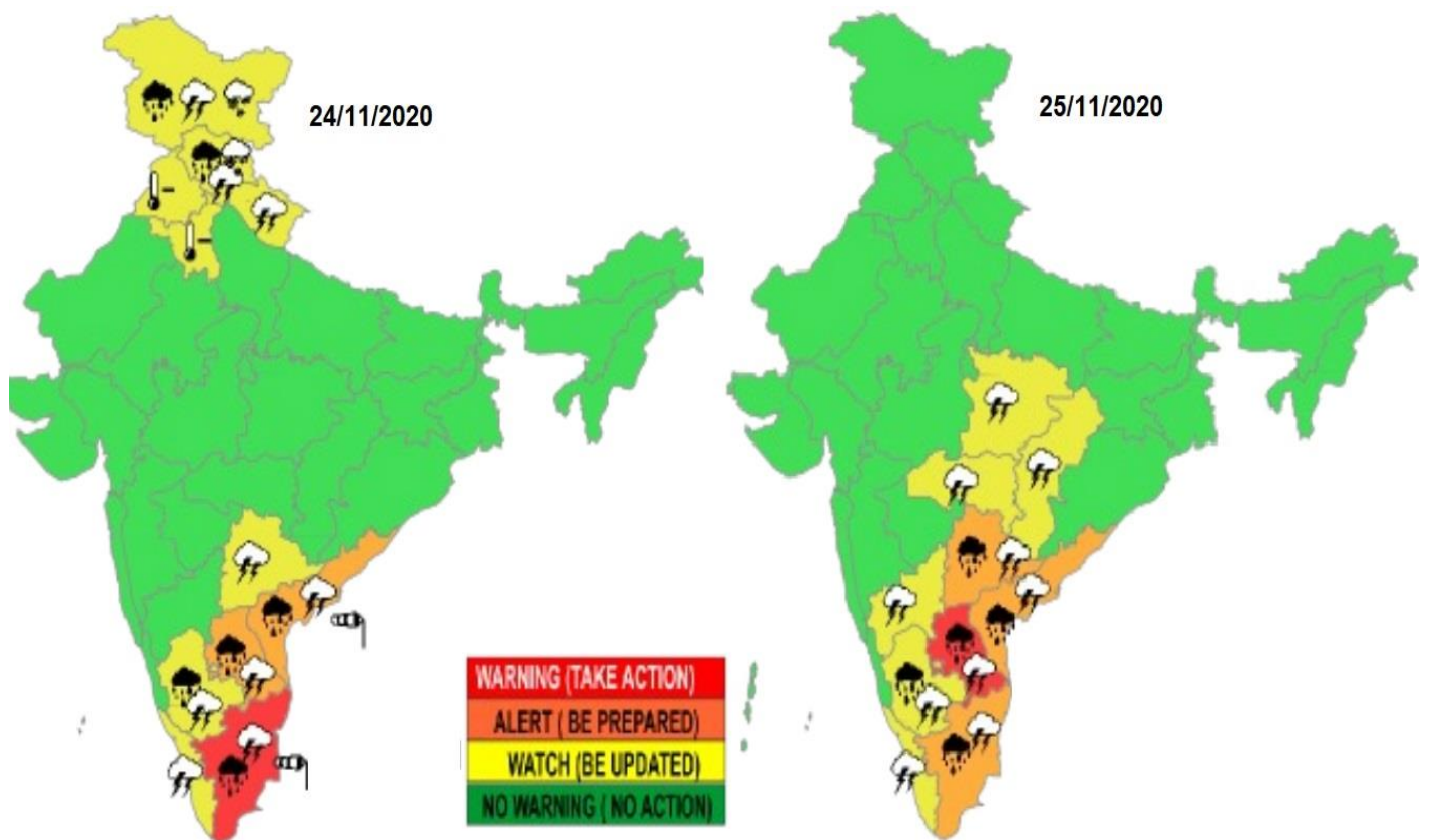 24/11/2020
25/11/2020
WARNING (TAKE ACTION)
ALERT ( BE PREPARED)
WATCH (BE UPDATED)
NO WARNING ( NO ACTION)